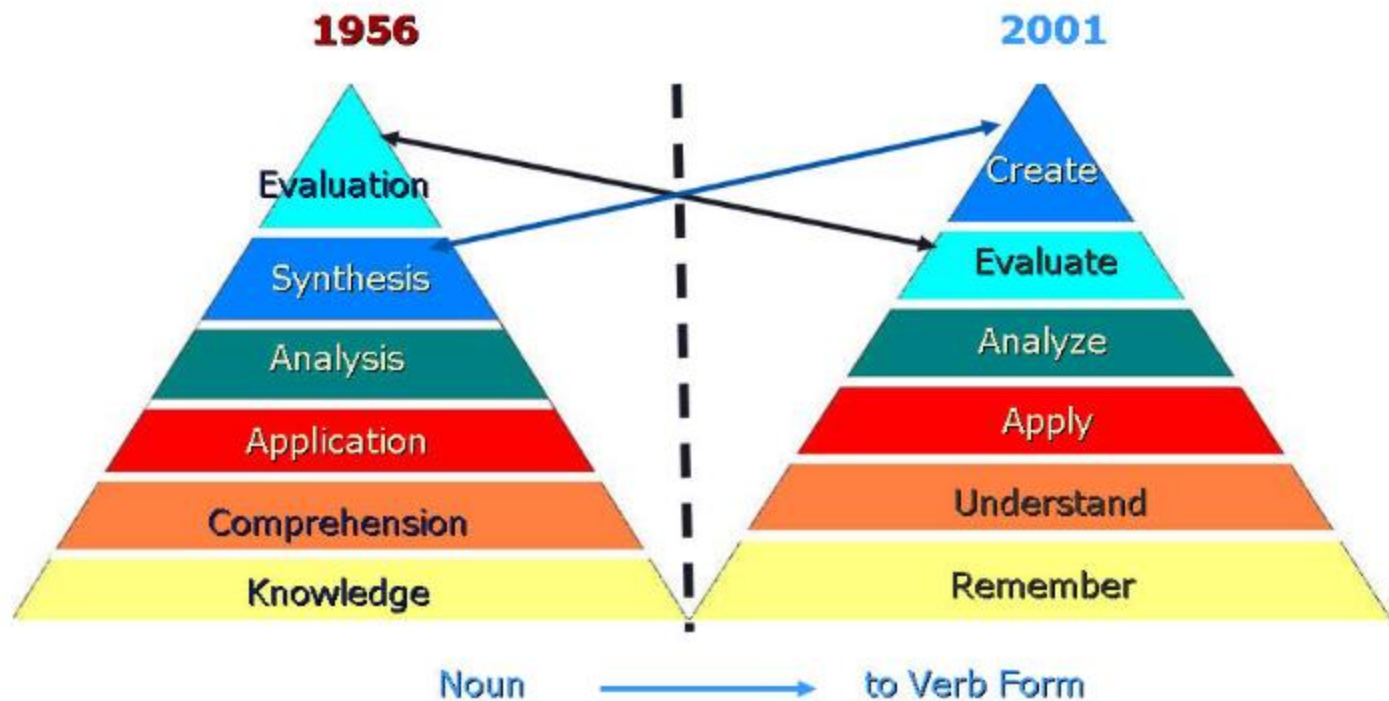 1956
Evaluation
Synthesis
Analysis
Application
Comprehension
Knowledge
2001
Create
Evaluate
Analyze
Apply
Understand
Remember
Noun to Verb Form